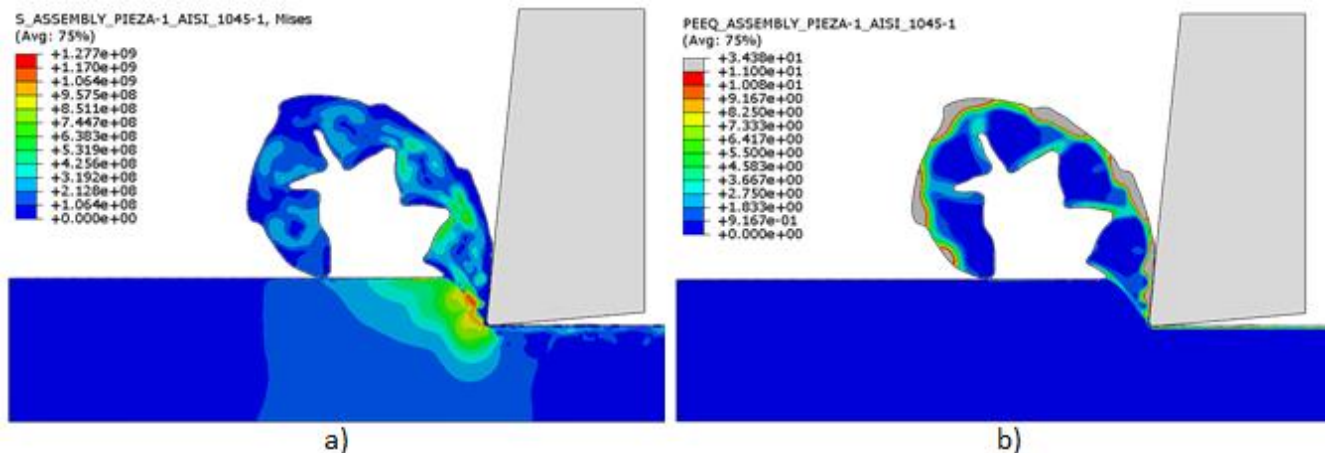 S_ASSEMBLY_PIEZA-1_AISI_1045-1, Mises
(Avg: 75%)
+1.277e+09
+1.170e+09
+1.064e+09
+9.575e+08
+8.511e+08
+7.447e+08
+6.383e+08
+5.319e+08
+4.256e+08
+3.192e+08
+2.128e+08
+1.064e+08
+0.000e+00
a)
PEEQ_ASSEMBLY_PIEZA-1_AISI_1045-1
(Avg: 75%)
+3.438e+01
+1.100e+01
+1.008e+01
+9.167e+00
+8.250e+00
+7.333e+00
+6.417e+00
+5.500e+00
+4.583e+00
+3.667e+00
+2.750e+00
+1.833e+00
+9.167e-01
+0.000e+00
b)